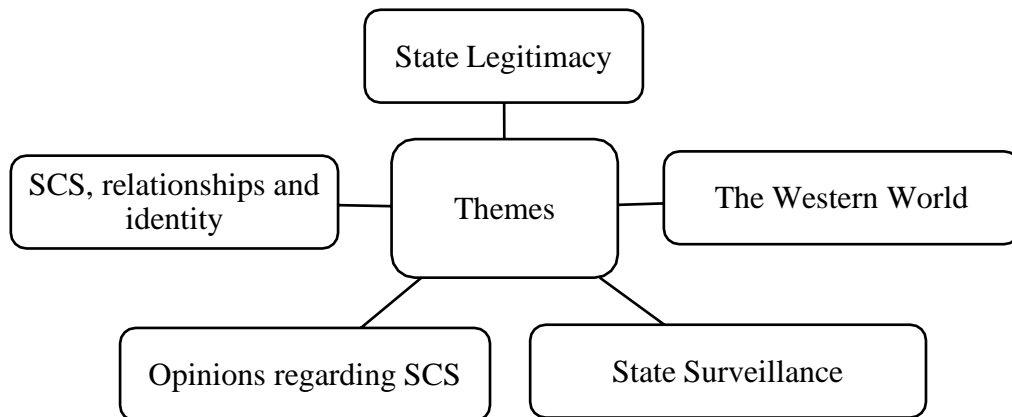 State Legitimacy
SCS, relationships and
identity
Themes
The Western World
Opinions regarding SCS
State Surveillance